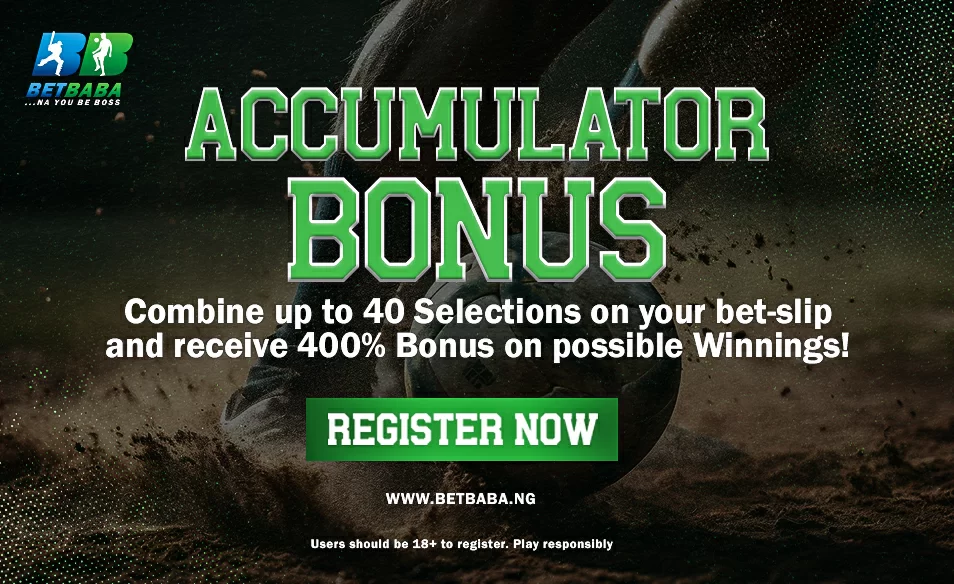 BB
BETBABA
...NA YOU BE BOSS
ACCUMULATOR
BONUS
Combine up to 40 Selections on your bet-slip
and receive 400% Bonus on possible Winnings!
REGISTER NOW
WWW.BETBABA.NG
Users should be 18+ to register. Play responsibly